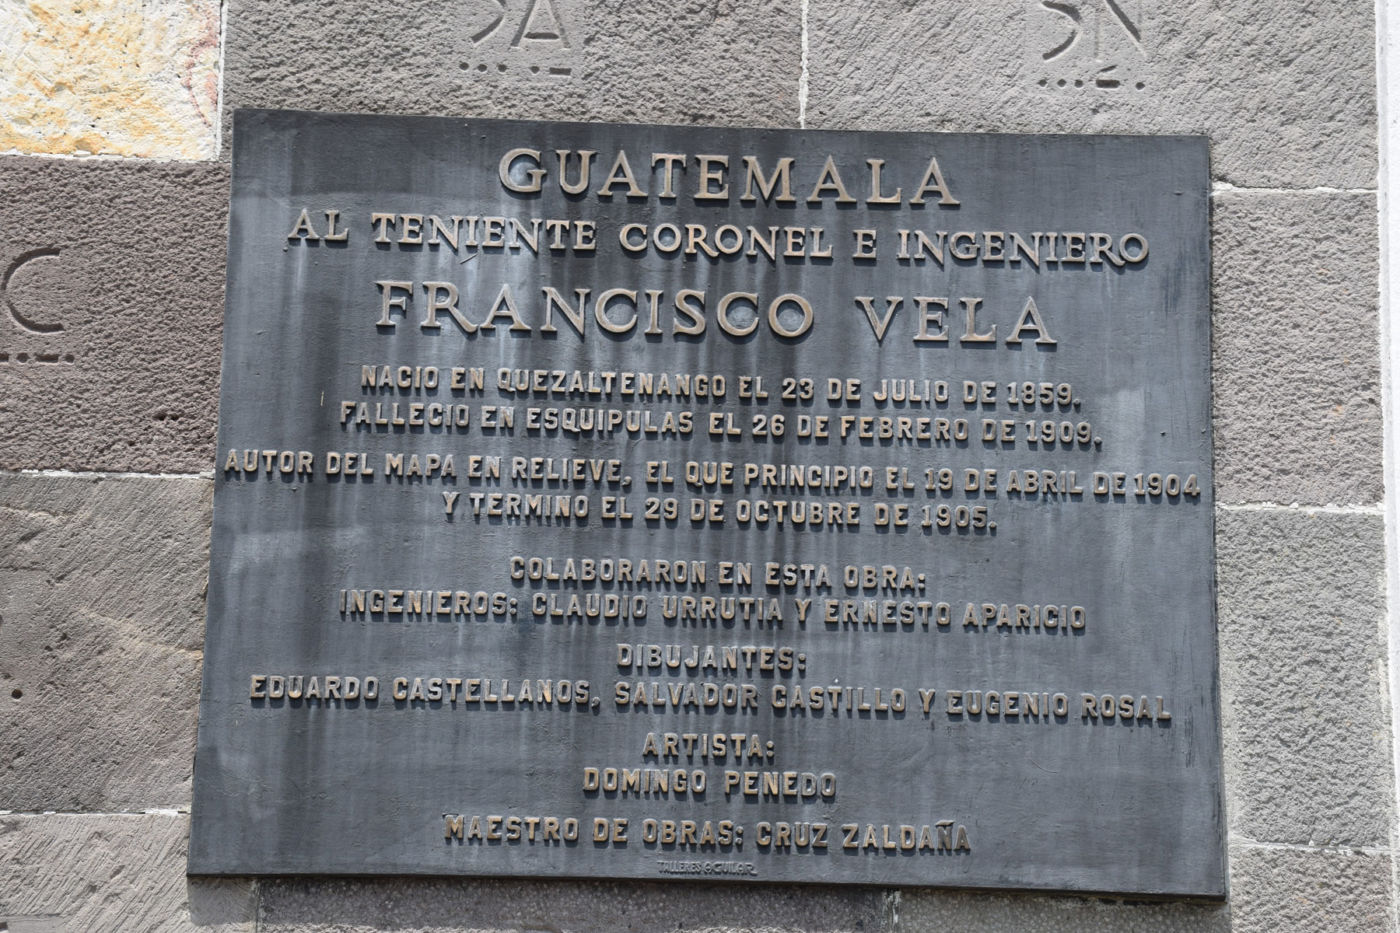 GUATEMALA
AL TENIENTE CORONEL E INGENIERO
FRANCISCO VELA
NACIO EN QUEZALTENANGO EL 23 DE JULIO DE 1859.
FALLECIO EN ESQUIPULAS EL 26 DE FEBRERO DE 1909.
AUTOR DEL MAPA EN RELIEVE, EL QUE PRINCIPIO EL 19 DE ABRIL DE 1904
Y TERMINO EL 29 DE OCTUBRE DE 1905.
COLABORARON EN ESTA OBRA:
INGENIEROS: CLAUDIO URRUTIA Y ERNESTO APARICIO
DIBUJANTES:
EDUARDO CASTELLANOS, SALVADOR CASTILLO Y EUGENIO ROSAL
ARTISTA:
DOMINGO PENEDO
MAESTRO DE OBRAS: CRUZ ZALDAÑA
TALLERES AGUILAR